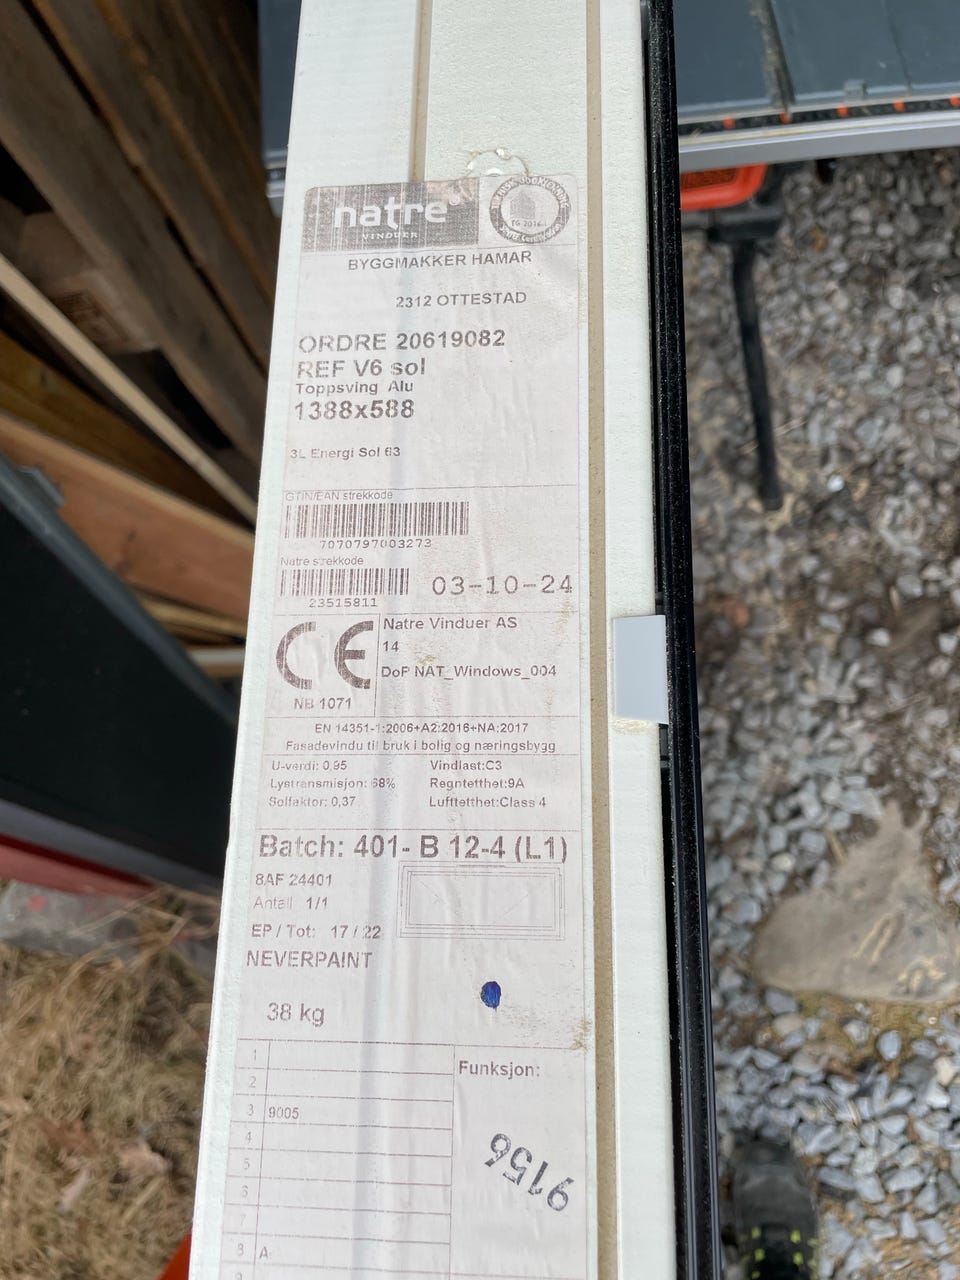 natre
VINDUER
TG 2016
BYGGMAKKER HAMAR
2312 OTTESTAD
ORDRE 20619082
REF V6 sol
Toppsving Alu
1388x588
3L Energi Sol 63
GTIN/EAN strekkode
7070797003273
Natre strekkode
23515811
03-10-24
CE
NB 1071
Natre Vinduer AS
14
DoP NAT_Windows_004
EN 14351-1:2006+A2:2016+NA:2017
Fasadevindu til bruk i bolig og næringsbygg
U-verdi: 0,95 Vindlast:C3
Lystransmisjon: 68% Regntetthet:9A
Solfaktor: 0,37 Lufttetthet:Class 4
Batch: 401- B 12-4 (L1)
8AF 24401
Antall 1/1
EP / Tot: 17 / 22
NEVERPAINT
38 kg
Funksjon:
1
2
3 9005
4
5
6
7
8 A
9
9156